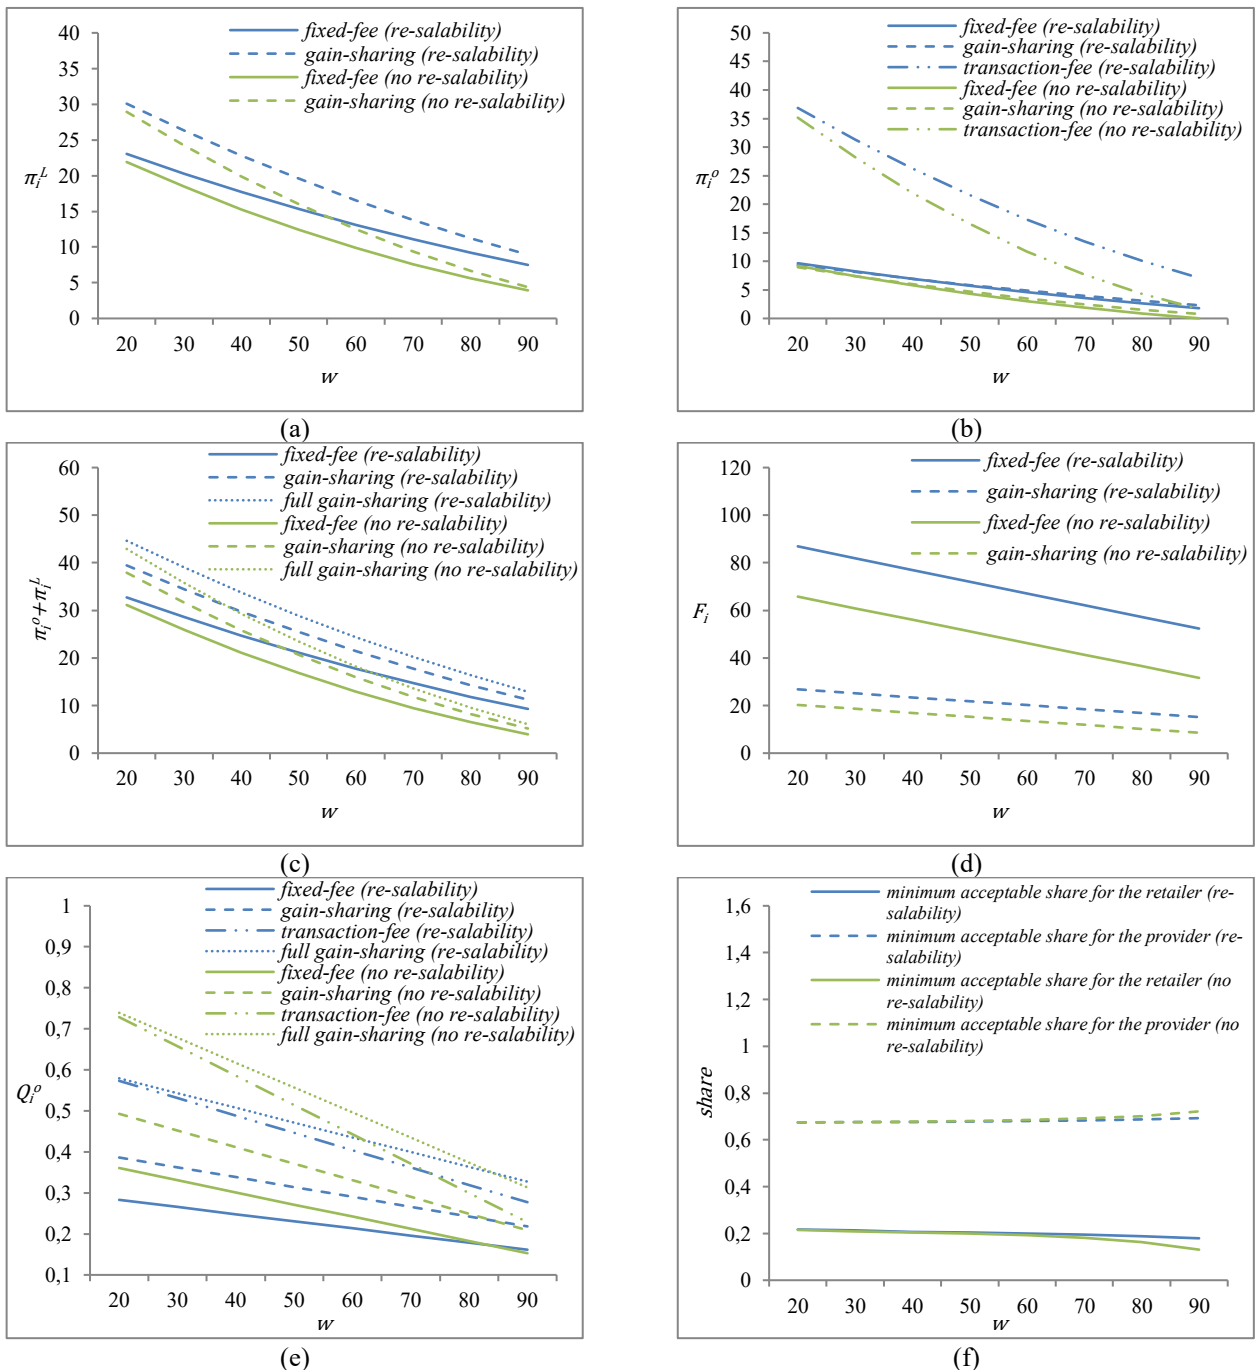 fixed-fee (re-salability)
gain-sharing (re-salability)
fixed-fee (no re-salability)
gain-sharing (no re-salability)
40
35
30
25
20
15
10
5
0
π_i^L
20 30 40 50 60 70 80 90
w
(a)
fixed-fee (re-salability)
gain-sharing (re-salability)
transaction-fee (re-salability)
fixed-fee (no re-salability)
gain-sharing (no re-salability)
transaction-fee (no re-salability)
50
45
40
35
30
25
20
15
10
5
0
π_i^o
20 30 40 50 60 70 80 90
w
(b)
fixed-fee (re-salability)
gain-sharing (re-salability)
full gain-sharing (re-salability)
fixed-fee (no re-salability)
gain-sharing (no re-salability)
full gain-sharing (no re-salability)
60
50
40
30
20
10
0
π_i^o+π_i^L
20 30 40 50 60 70 80 90
w
(c)
fixed-fee (re-salability)
gain-sharing (re-salability)
fixed-fee (no re-salability)
gain-sharing (no re-salability)
120
100
80
60
40
20
0
F_i
20 30 40 50 60 70 80 90
w
(d)
fixed-fee (re-salability)
gain-sharing (re-salability)
transaction-fee (re-salability)
full gain-sharing (re-salability)
fixed-fee (no re-salability)
gain-sharing (no re-salability)
transaction-fee (no re-salability)
full gain-sharing (no re-salability)
1
0,9
0,8
0,7
0,6
0,5
0,4
0,3
0,2
0,1
Q_i^o
20 30 40 50 60 70 80 90
w
(e)
minimum acceptable share for the retailer (re-
salability)
minimum acceptable share for the provider (re-
salability)
minimum acceptable share for the retailer (no
re-salability)
minimum acceptable share for the provider (no
re-salability)
1,6
1,4
1,2
1
0,8
0,6
0,4
0,2
0
share
20 30 40 50 60 70 80 90
w
(f)